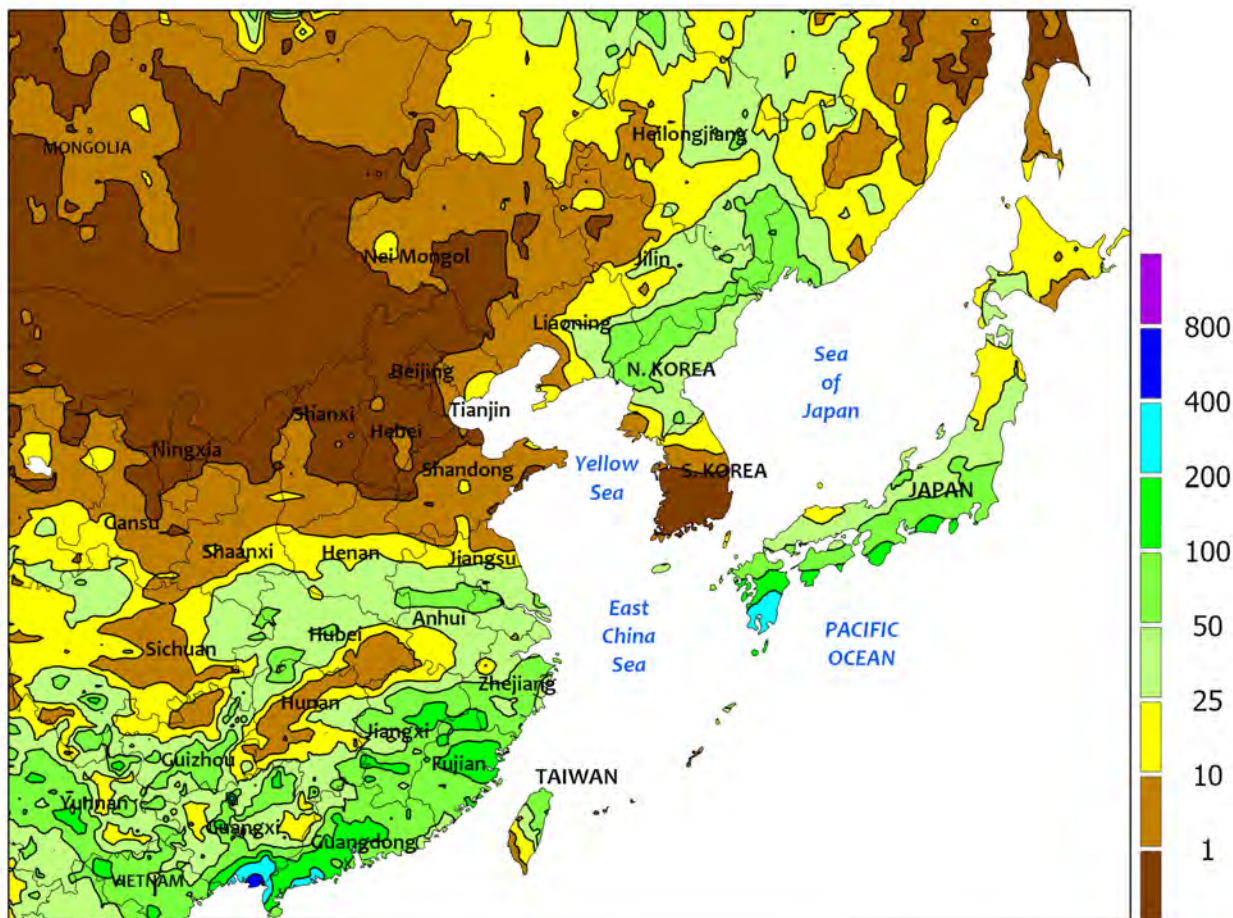 Heilongjiang
MONGOLIA
Nei Mongol
Jilin
Liaoning
800
Beijing
N. KOREA
Sea
of
Japan
400
Shanxi
Tianjin
Hebei
Ningxia
Shandong
Yellow
Sea
S. KOREA
JAPAN
200
Gansu
Shaanxi
Henan
Jiangsu
100
Anhui
East
China
Sea
PACIFIC
OCEAN
50
Hubei
Sichuan
Zhejiang
25
Hunan
Jiangxi
Guizhou
Fujian
TAIWAN
10
Yunnan
Guangxi
Guangdong
1
VIETNAM